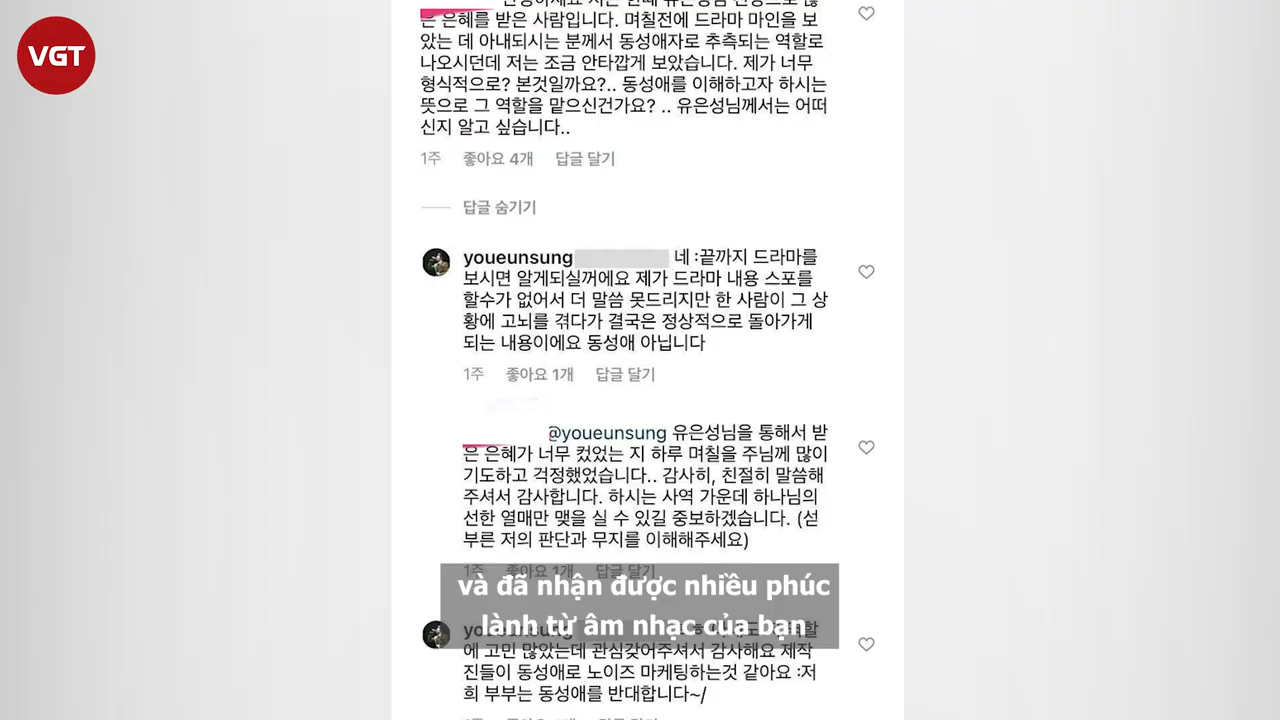 VGT
은 은혜를 받은 사람입니다. 며칠전에 드라마 마인을 보
았는 데 아내되시는 분께서 동성애자로 추측되는 역할로
나오시던데 저는 조금 안타깝게 보았습니다. 제가 너무
형식적으로? 본것일까요?.. 동성애를 이해하고자 하시는
뜻으로 그 역할을 맡으신건가요? .. 유은성님께서는 어떠
신지 알고 싶습니다..
1주 좋아요 4개 답글 달기
답글 숨기기
youeunsung 네 :끝까지 드라마를
보시면 알게되실꺼에요 제가 드라마 내용 스포를
할수가 없어서 더 말씀 못드리지만 한 사람이 그 상
황에 고뇌를 겪다가 결국은 정상적으로 돌아가게
되는 내용이에요 동성애 아닙니다
1주 좋아요 1개 답글 달기
@youeunsung 유은성님을 통해서 받
은 은혜가 너무 컸었는 지 하루 며칠을 주님께 많이
기도하고 걱정했었습니다.. 감사히, 친절히 말씀해
주셔서 감사합니다. 하시는 사역 가운데 하나님의
선한 열매만 맺을 실 수 있길 중보하겠습니다. (섣
부른 저의 판단과 무지를 이해해주세요)
1주 좋아요 1개 답글 달기
và đã nhận được nhiều phúc
lành từ âm nhạc của bạn
youeunsung
에 고민 많았는데 관심갖어주셔서 감사해요 제작
진들이 동성애로 노이즈 마케팅하는것 같아요 :저
희 부부는 동성애를 반대합니다~/